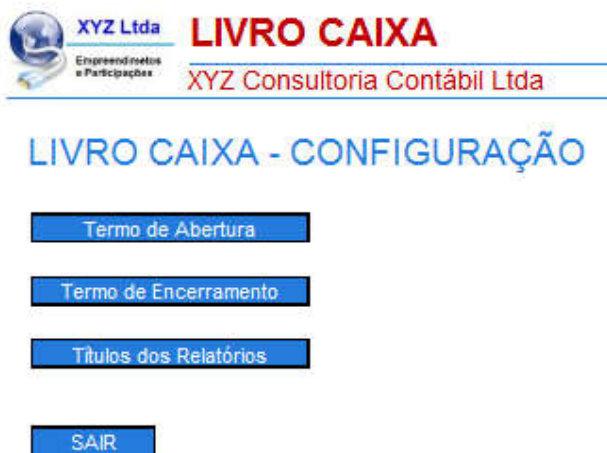 XYZ Ltda
Empreendimetos
e Participações
LIVRO CAIXA
XYZ Consultoria Contábil Ltda
LIVRO CAIXA - CONFIGURAÇÃO
Termo de Abertura
Termo de Encerramento
Títulos dos Relatórios
SAIR